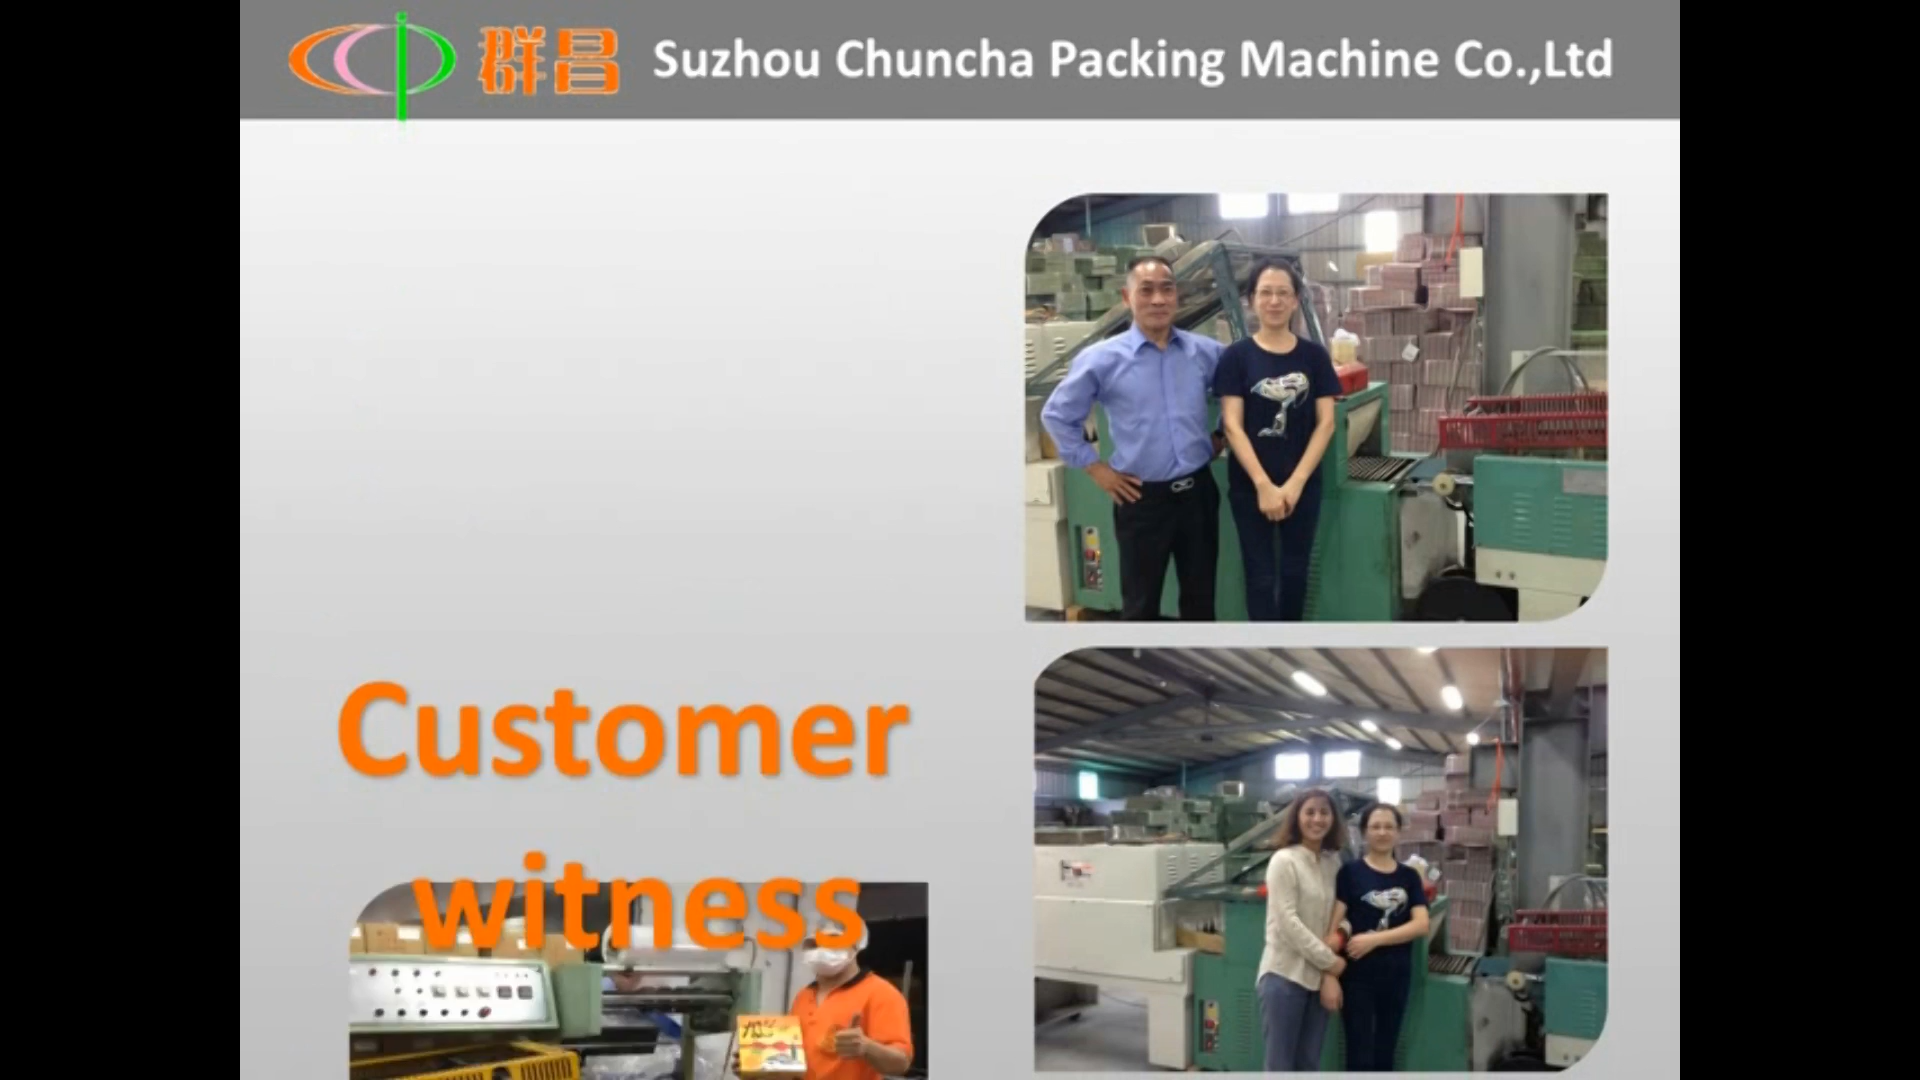 群昌 Suzhou Chuncha Packing Machine Co.,Ltd
Customer
witness